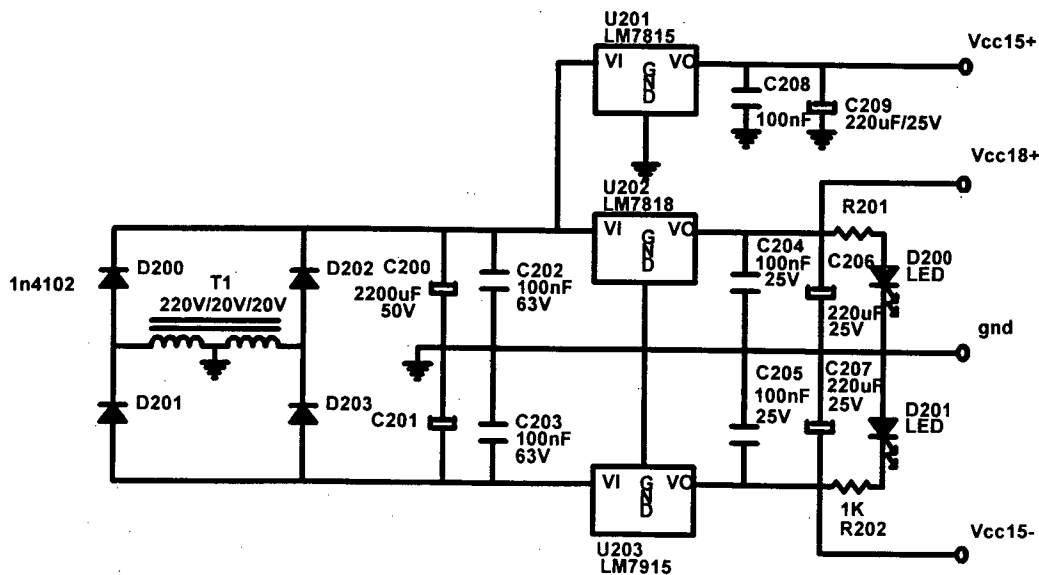 U201
LM7815
VI
GND
VO
C208
100nF
C209
220uF/25V
Vcc15+
Vcc18+
U202
LM7818
VI
GND
VO
R201
1n4102
D200
D202
T1
220V/20V/20V
C200
2200uF
50V
C202
100nF
63V
C204
100nF
25V
C206
220uF
25V
D200
LED
gnd
D201
D203
C201
C203
100nF
63V
C205
100nF
25V
C207
220uF
25V
D201
LED
VI
GND
VO
1K
R202
U203
LM7915
Vcc15-